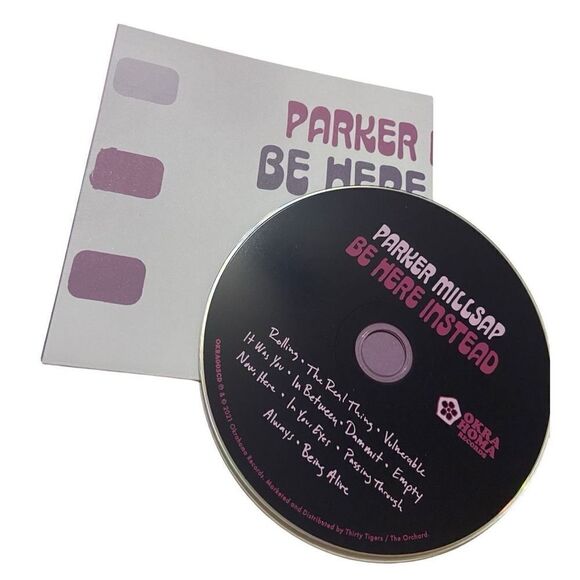 PARKER
BE HERE
PARKER MILLSAP
BE HERE INSTEAD
Rolling • The Real Thing • Vulnerable
It Was You • In Between • Dammit • Empty
Now, Here • In Your Eyes • Passing Through
Always • Being Alive
OKRA
HOMA
RECORDS
OKRA005CD ℗ & © 2021 Okrahoma Records. Marketed and Distributed by Thirty Tigers / The Orchard.